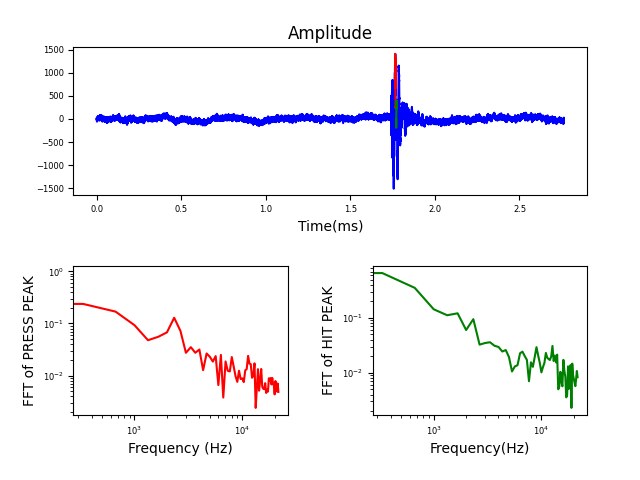 Amplitude
1500
1000
500
0
−500
−1000
−1500
0.0 0.5 1.0 1.5 2.0 2.5
Time(ms)
FFT of PRESS PEAK
10⁰
10⁻¹
10⁻²
10³ 10⁴
Frequency (Hz)
FFT of HIT PEAK
10⁻¹
10⁻²
10³ 10⁴
Frequency(Hz)